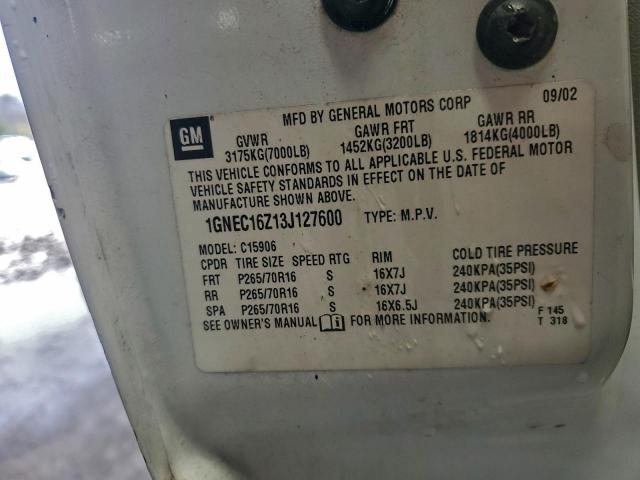 GM
MFD BY GENERAL MOTORS CORP 09/02
GVWR GAWR FRT GAWR RR
3175KG(7000LB) 1452KG(3200LB) 1814KG(4000LB)
THIS VEHICLE CONFORMS TO ALL APPLICABLE U.S. FEDERAL MOTOR
VEHICLE SAFETY STANDARDS IN EFFECT ON THE DATE OF
MANUFACTURE SHOWN ABOVE.
1GNEC16Z13J127600 TYPE: M.P.V.
MODEL: C15906
CPDR TIRE SIZE SPEED RTG RIM COLD TIRE PRESSURE
FRT P265/70R16 S 16X7J 240KPA(35PSI)
RR P265/70R16 S 16X7J 240KPA(35PSI)
SPA P265/70R16 S 16X6.5J 240KPA(35PSI)
SEE OWNER'S MANUAL FOR MORE INFORMATION.
F 145
T 318